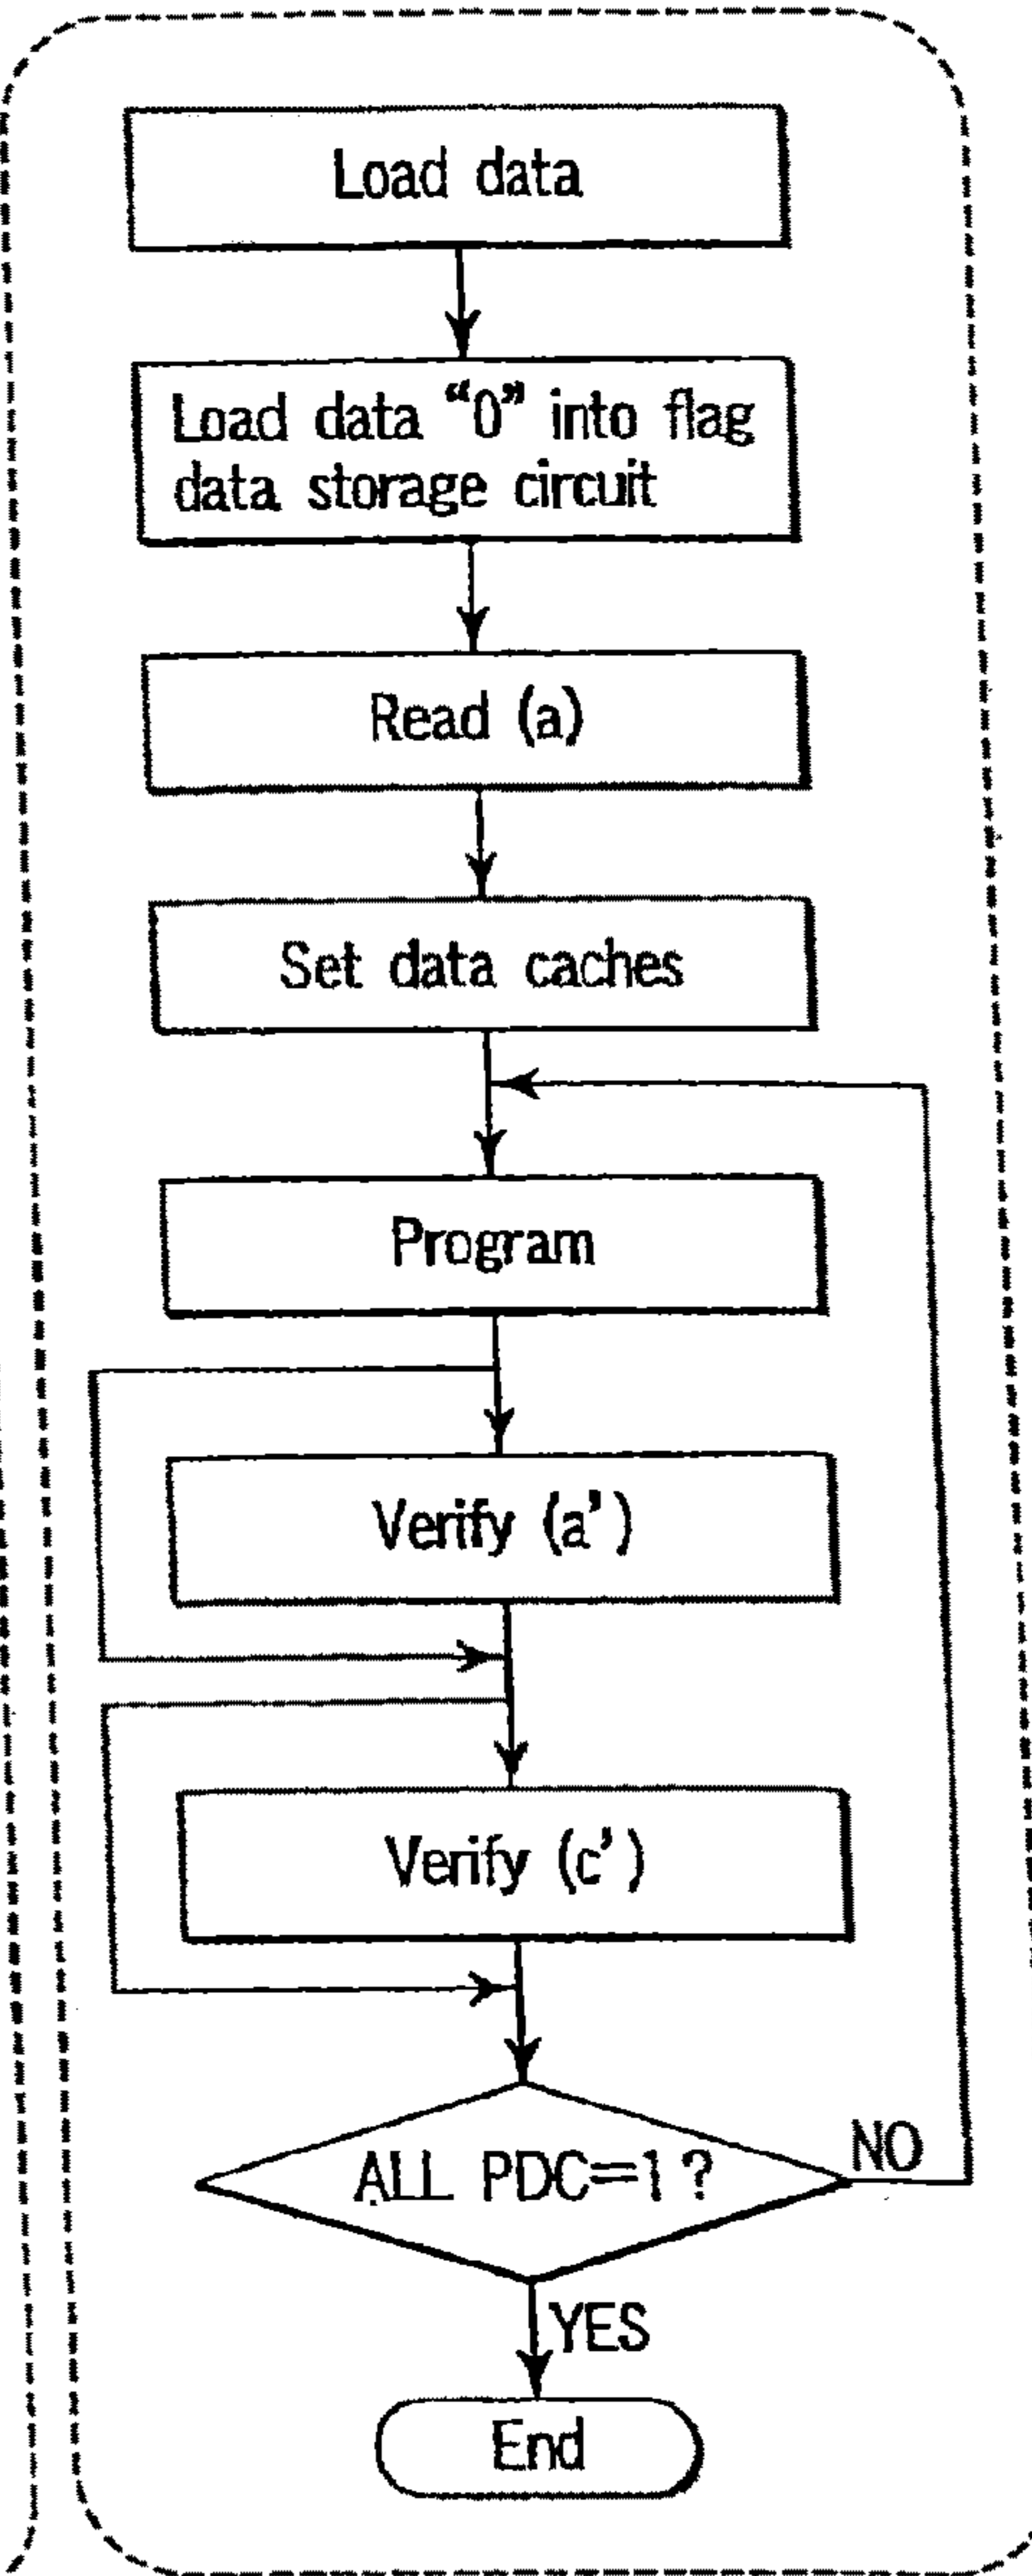 Load data
Load data “0” into flag
data storage circuit
Read (a)
Set data caches
Program
Verify (a’)
Verify (c’)
ALL PDC=1 ?
NO
YES
End